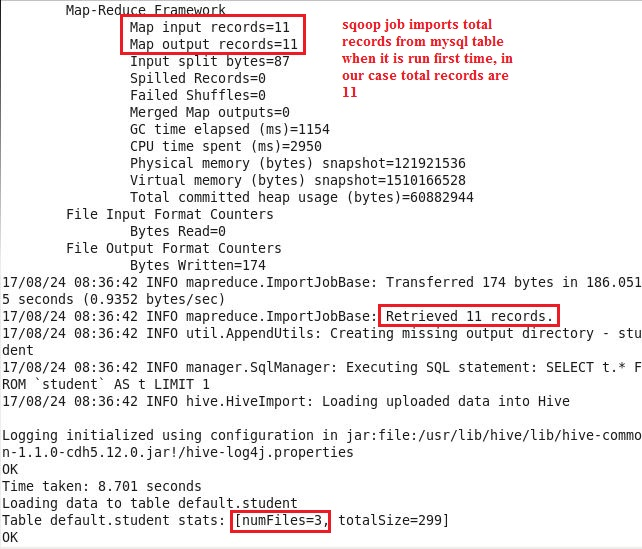 Map-Reduce Framework
Map input records=11
Map output records=11
Input split bytes=87
Spilled Records=0
Failed Shuffles=0
Merged Map outputs=0
GC time elapsed (ms)=1154
CPU time spent (ms)=2950
Physical memory (bytes) snapshot=121921536
Virtual memory (bytes) snapshot=1510166528
Total committed heap usage (bytes)=60882944
File Input Format Counters
Bytes Read=0
File Output Format Counters
Bytes Written=174
17/08/24 08:36:42 INFO mapreduce.ImportJobBase: Transferred 174 bytes in 186.051
5 seconds (0.9352 bytes/sec)
17/08/24 08:36:42 INFO mapreduce.ImportJobBase: Retrieved 11 records.
17/08/24 08:36:42 INFO util.AppendUtils: Creating missing output directory - stu
dent
17/08/24 08:36:42 INFO manager.SqlManager: Executing SQL statement: SELECT t.* F
ROM `student` AS t LIMIT 1
17/08/24 08:36:42 INFO hive.HiveImport: Loading uploaded data into Hive
Logging initialized using configuration in jar:file:/usr/lib/hive/lib/hive-commo
n-1.1.0-cdh5.12.0.jar!/hive-log4j.properties
OK
Time taken: 8.701 seconds
Loading data to table default.student
Table default.student stats: [numFiles=3, totalSize=299]
OK
sqoop job imports total
records from mysql table
when it is run first time, in
our case total records are
11